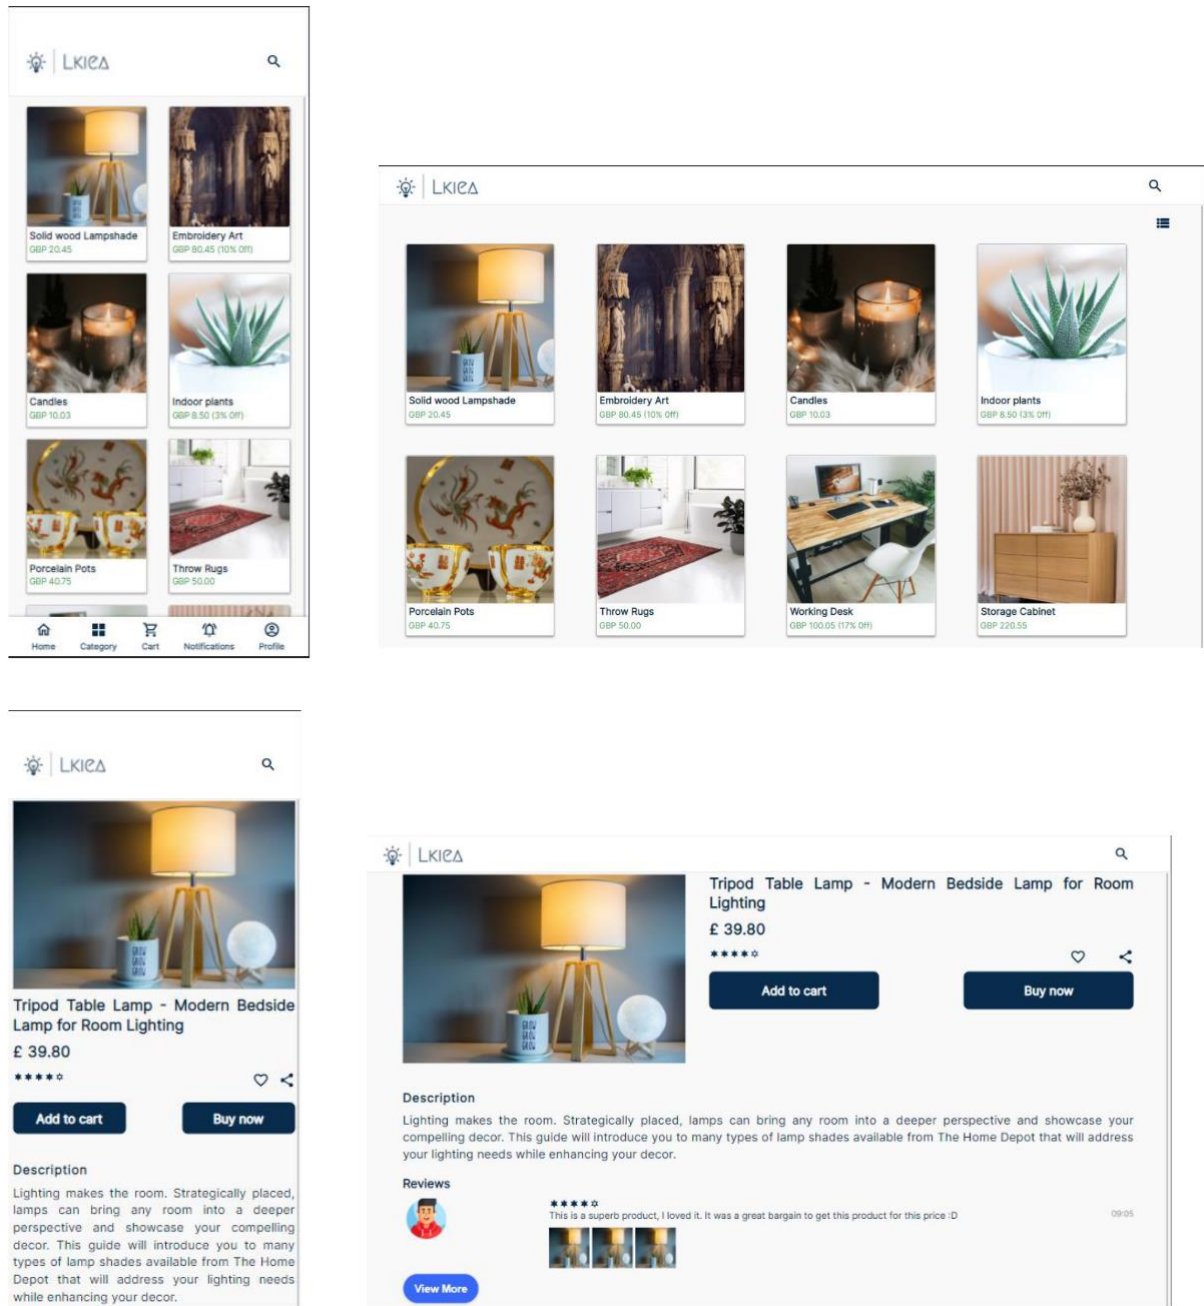 Lkiea
Solid wood Lampshade
GBP 20.45
Embroidery Art
GBP 80.45 (10% Off)
Candles
GBP 10.03
Indoor plants
GBP 8.50 (3% Off)
Porcelain Pots
GBP 40.75
Throw Rugs
GBP 50.00
Home
Category
Cart
Notifications
Profile
Lkiea
Solid wood Lampshade
GBP 20.45
Embroidery Art
GBP 80.45 (10% Off)
Candles
GBP 10.03
Indoor plants
GBP 8.50 (3% Off)
Porcelain Pots
GBP 40.75
Throw Rugs
GBP 50.00
Working Desk
GBP 100.05 (17% Off)
Storage Cabinet
GBP 220.55
Lkiea
GROW
GROW
GROW
Tripod Table Lamp - Modern Bedside
Lamp for Room Lighting
£ 39.80
Add to cart
Buy now
Description
Lighting makes the room. Strategically placed,
lamps can bring any room into a deeper
perspective and showcase your compelling
decor. This guide will introduce you to many
types of lamp shades available from The Home
Depot that will address your lighting needs
while enhancing your decor.
Lkiea
GROW
GROW
GROW
Tripod Table Lamp - Modern Bedside Lamp for Room
Lighting
£ 39.80
Add to cart
Buy now
Description
Lighting makes the room. Strategically placed, lamps can bring any room into a deeper perspective and showcase your
compelling decor. This guide will introduce you to many types of lamp shades available from The Home Depot that will address
your lighting needs while enhancing your decor.
Reviews
This is a superb product, I loved it. It was a great bargain to get this product for this price :D
09:05
View More